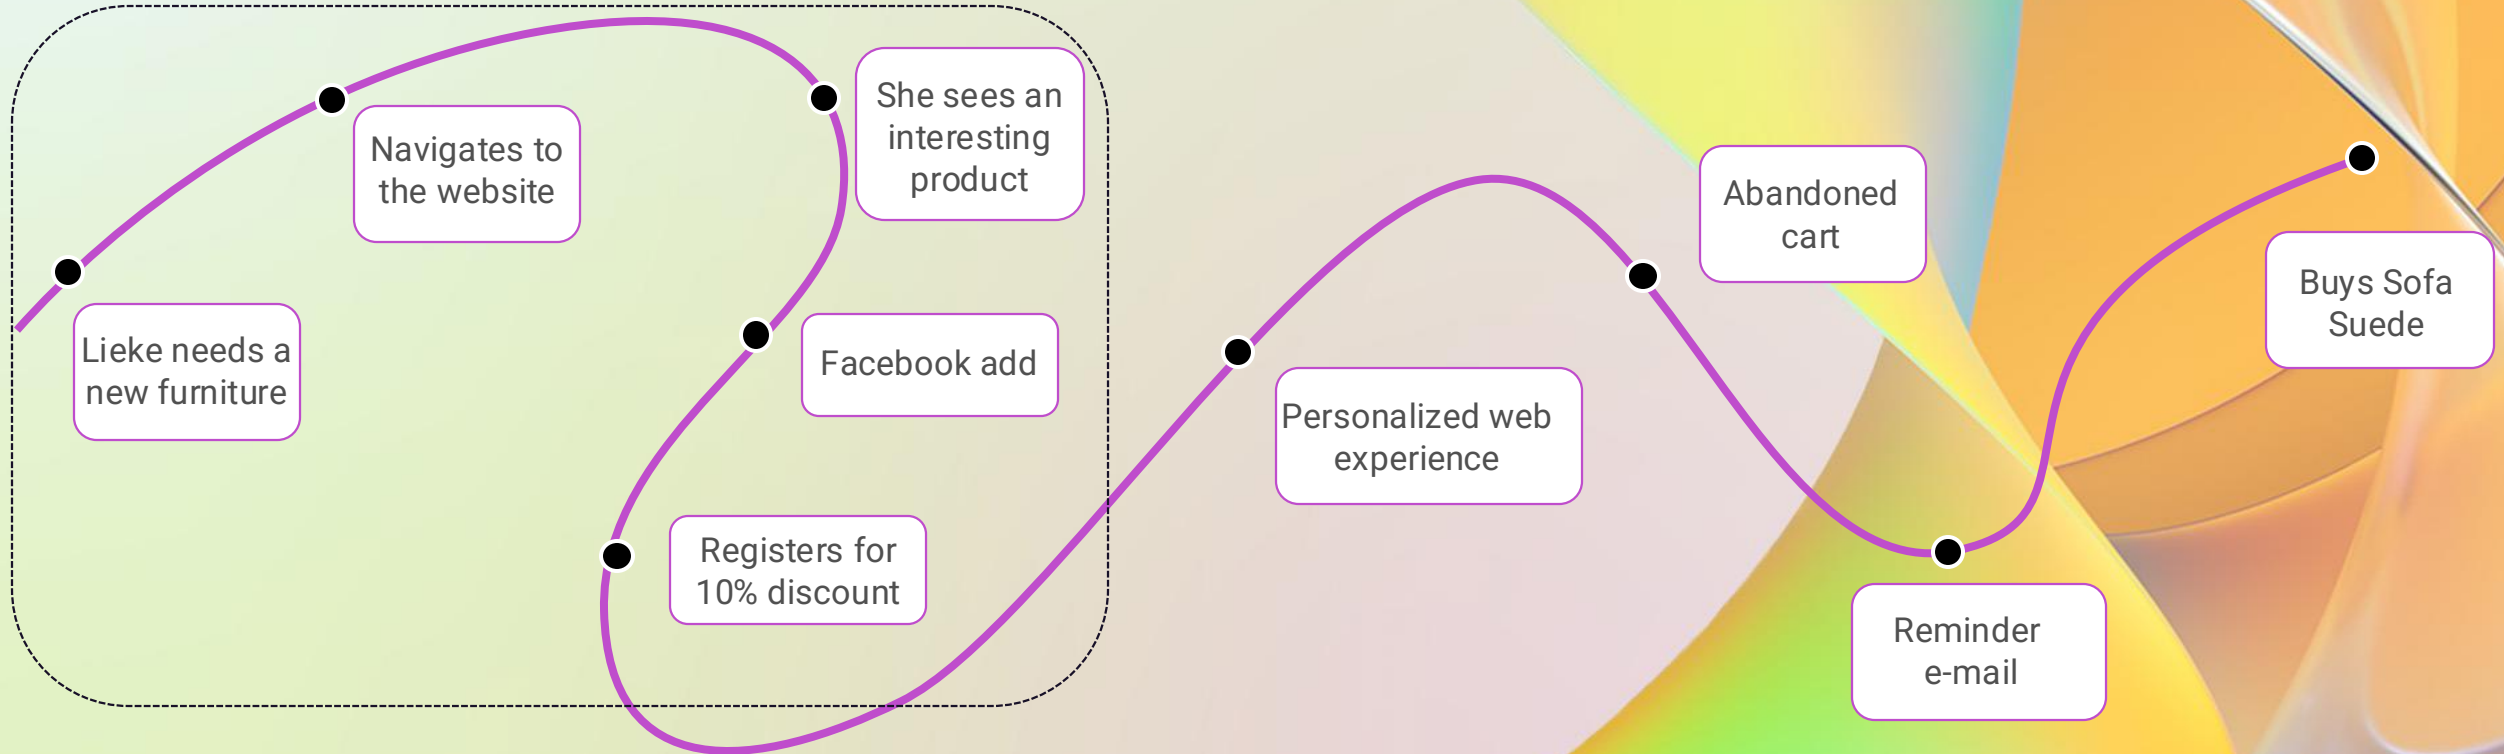 Lieke needs a
new furniture
Navigates to
the website
She sees an
interesting
product
Facebook add
Registers for
10% discount
Personalized web
experience
Abandoned
cart
Reminder
e-mail
Buys Sofa
Suede